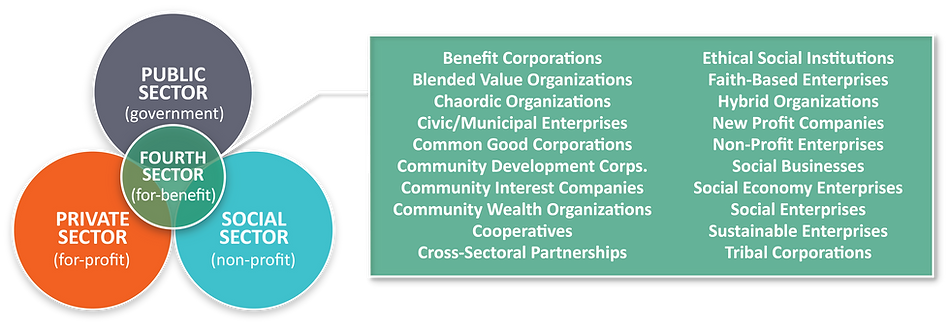 PUBLIC
SECTOR
(government)
FOURTH
SECTOR
(for-benefit)
PRIVATE
SECTOR
(for-profit)
SOCIAL
SECTOR
(non-profit)
Benefit Corporations
Blended Value Organizations
Chaordic Organizations
Civic/Municipal Enterprises
Common Good Corporations
Community Development Corps.
Community Interest Companies
Community Wealth Organizations
Cooperatives
Cross-Sectoral Partnerships
Ethical Social Institutions
Faith-Based Enterprises
Hybrid Organizations
New Profit Companies
Non-Profit Enterprises
Social Businesses
Social Economy Enterprises
Social Enterprises
Sustainable Enterprises
Tribal Corporations